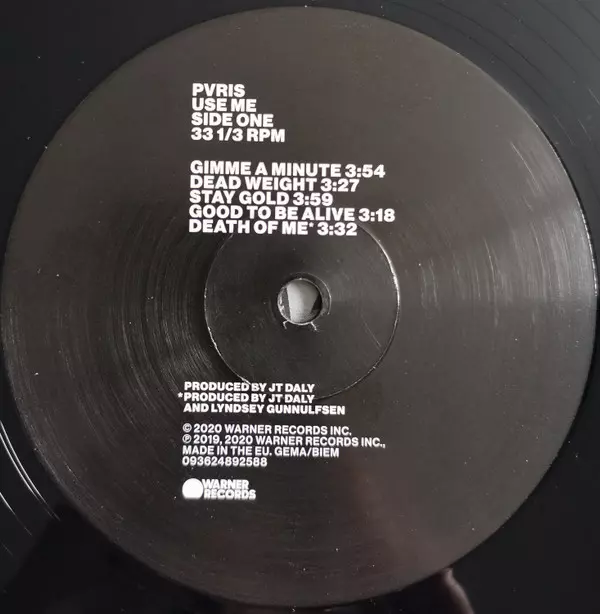 PVRIS
USE ME
SIDE ONE
33 1/3 RPM
GIMME A MINUTE 3:54
DEAD WEIGHT 3:27
STAY GOLD 3:59
GOOD TO BE ALIVE 3:18
DEATH OF ME* 3:32
PRODUCED BY JT DALY
*PRODUCED BY JT DALY
AND LYNDSEY GUNNULFSEN
© 2020 WARNER RECORDS INC.
℗ 2019, 2020 WARNER RECORDS INC.,
MADE IN THE EU. GEMA/BIEM
093624892588
WARNER
RECORDS